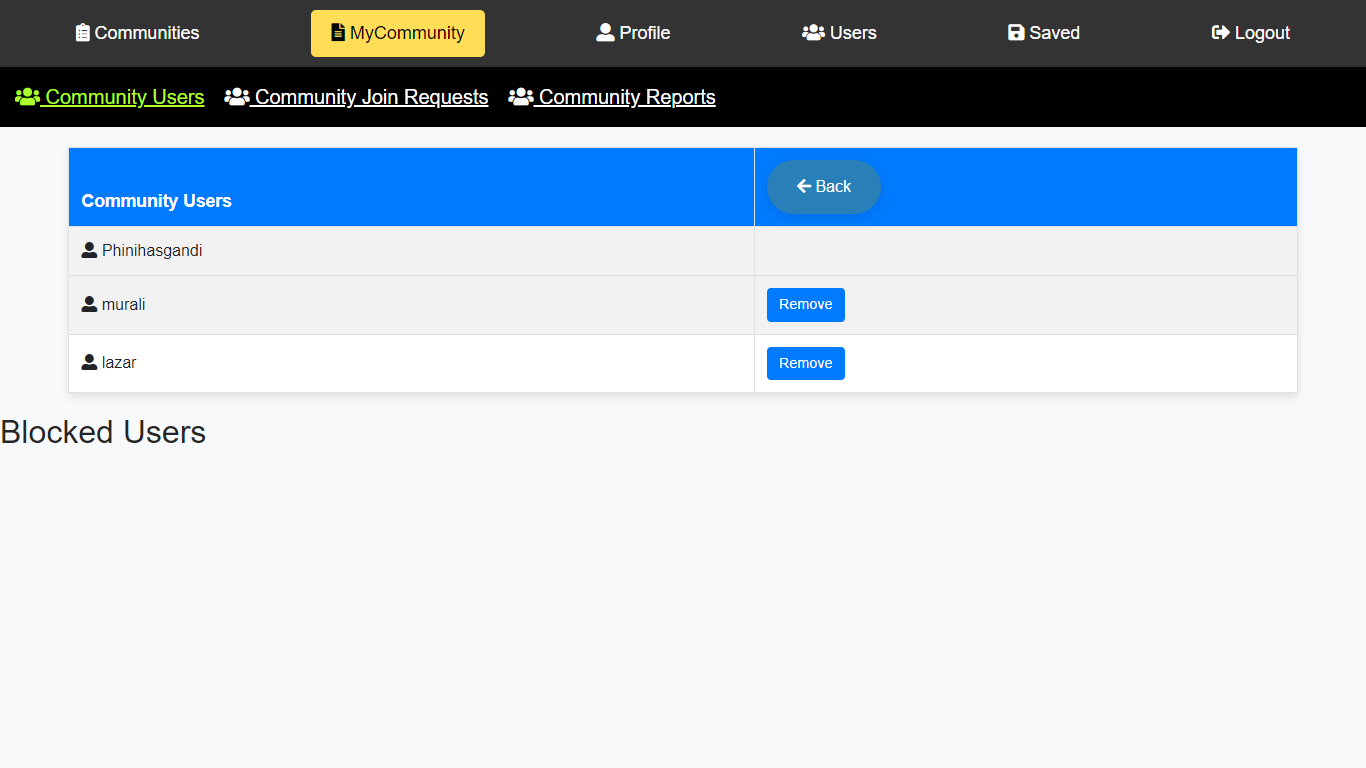 Communities MyCommunity Profile Users Saved Logout
Community Users Community Join Requests Community Reports
Community Users Back
Phinihasgandi
murali Remove
lazar Remove
Blocked Users